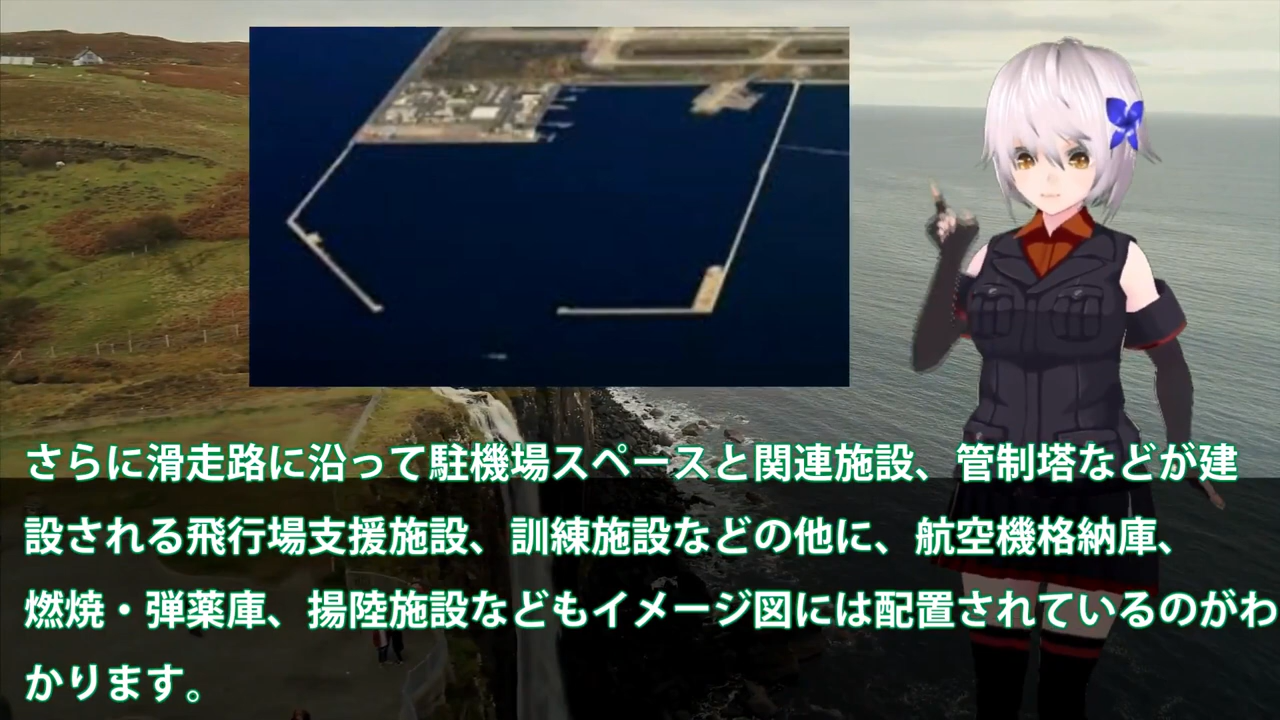 さらに滑走路に沿って駐機場スペースと関連施設、管制塔などが建
設される飛行場支援施設、訓練施設などの他に、航空機格納庫、
燃焼・弾薬庫、揚陸施設などもイメージ図には配置されているのがわ
かります。